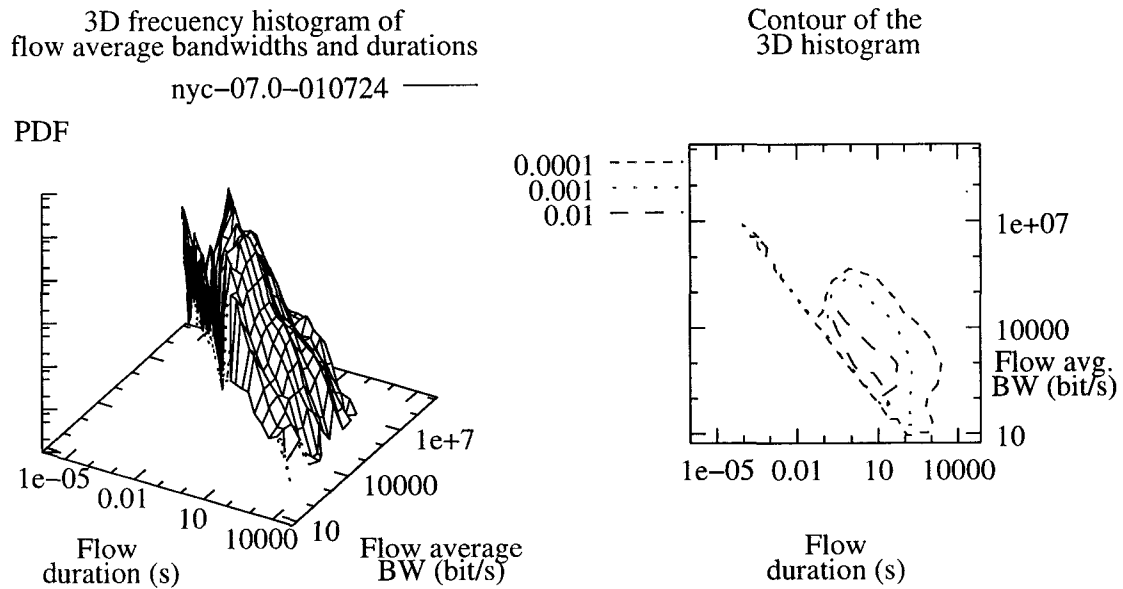 3D frecuency histogram of
flow average bandwidths and durations
nyc−07.0−010724
PDF
1e−05
0.01
10
10000
10
10000
1e+7
Flow
duration (s)
Flow average
BW (bit/s)
Contour of the
3D histogram
0.0001
0.001
0.01
1e+07
10000
Flow avg.
BW (bit/s)
10
1e−05
0.01
10
10000
Flow
duration (s)